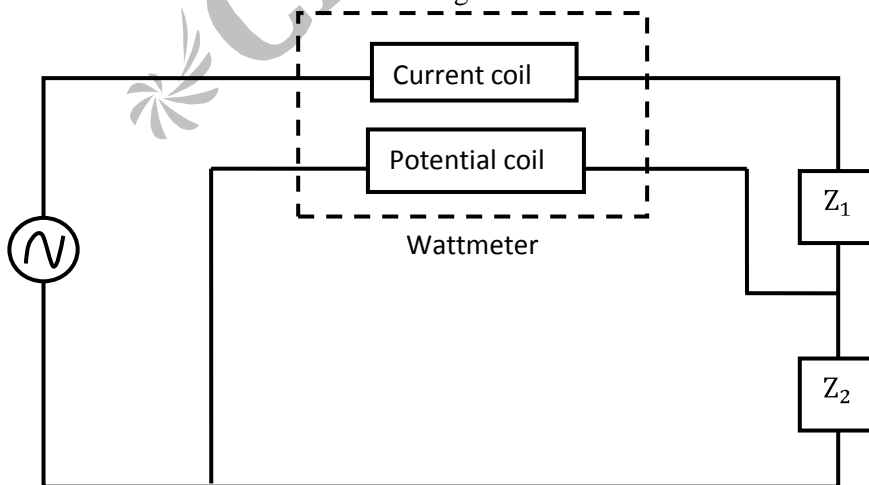 Current coil
Potential coil
Wattmeter
Z₁
Z₂